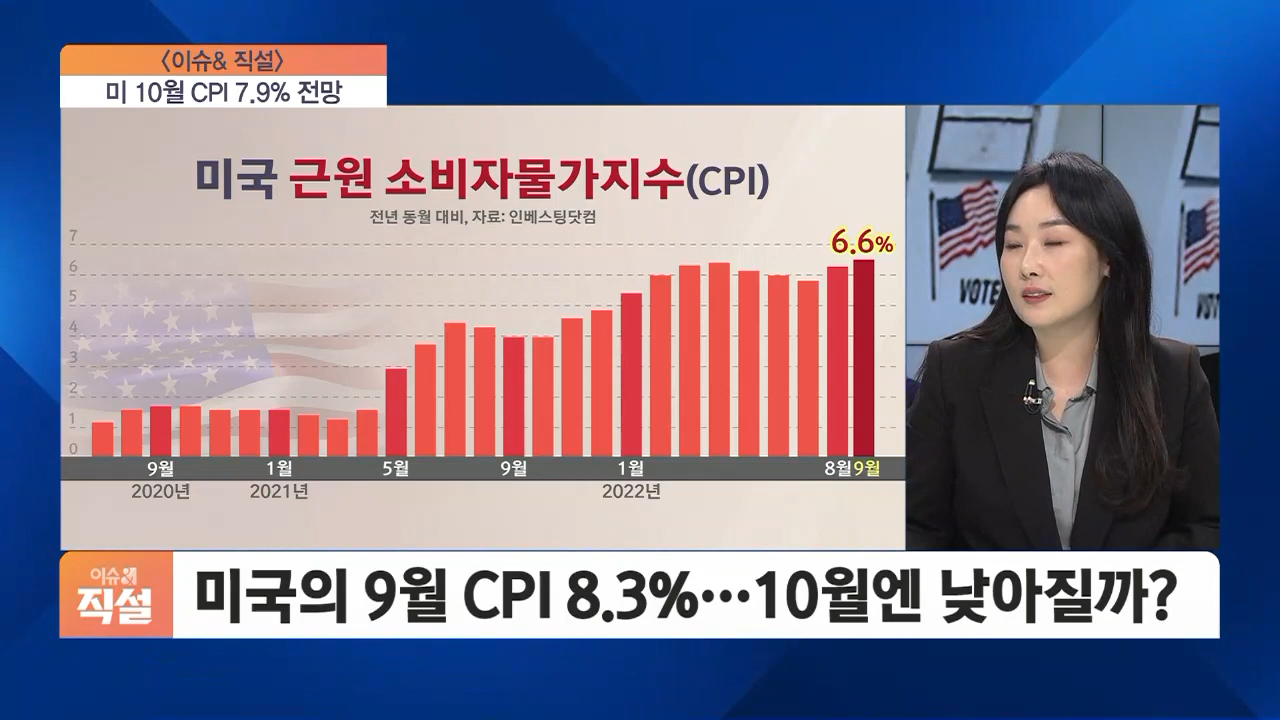 〈이슈& 직설〉
미 10월 CPI 7.9% 전망
미국 근원 소비자물가지수(CPI)
전년 동월 대비, 자료: 인베스팅닷컴
7
6
5
4
3
2
1
0
6.6%
9월 1월 5월 9월 1월 8월 9월
2020년 2021년 2022년
VOTE
VOT
이슈&
직설
미국의 9월 CPI 8.3%…10월엔 낮아질까?